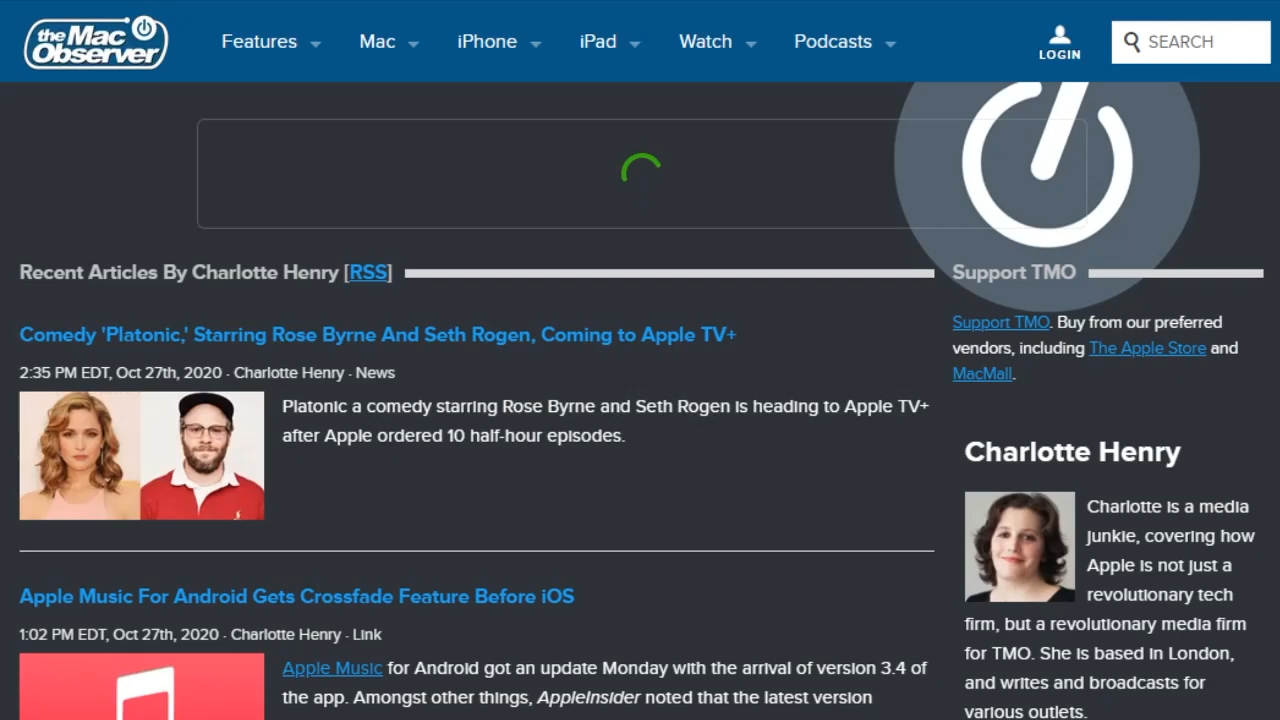 the Mac Observer
Features
Mac
iPhone
iPad
Watch
Podcasts
LOGIN
SEARCH
Recent Articles By Charlotte Henry [RSS]
Comedy 'Platonic,' Starring Rose Byrne And Seth Rogen, Coming to Apple TV+
2:35 PM EDT, Oct 27th, 2020 - Charlotte Henry - News
Platonic a comedy starring Rose Byrne and Seth Rogen is heading to Apple TV+
after Apple ordered 10 half-hour episodes.
Apple Music For Android Gets Crossfade Feature Before iOS
1:02 PM EDT, Oct 27th, 2020 - Charlotte Henry - Link
Apple Music for Android got an update Monday with the arrival of version 3.4 of
the app. Amongst other things, AppleInsider noted that the latest version
Support TMO
Support TMO. Buy from our preferred
vendors, including The Apple Store and
MacMall.
Charlotte Henry
Charlotte is a media
junkie, covering how
Apple is not just a
revolutionary tech
firm, but a revolutionary media firm
for TMO. She is based in London,
and writes and broadcasts for
various outlets.